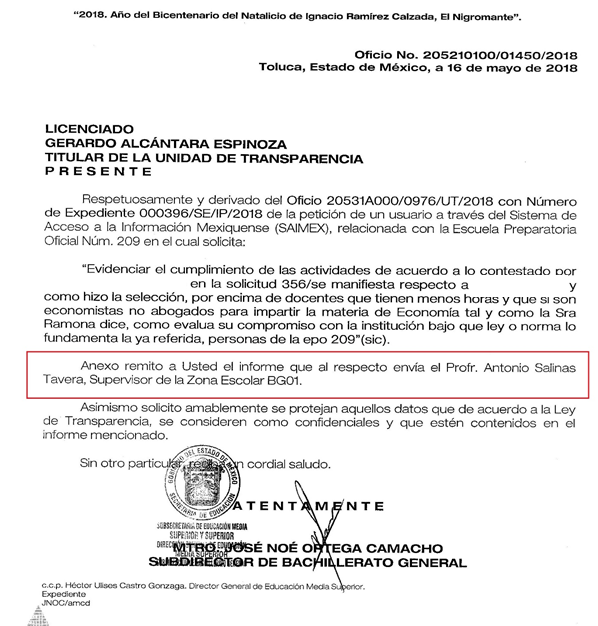 "2018. Año del Bicentenario del Natalicio de Ignacio Ramírez Calzada, El Nigromante".
Oficio No. 205210100/01450/2018
Toluca, Estado de México, a 16 de mayo de 2018
LICENCIADO
GERARDO ALCÁNTARA ESPINOZA
TITULAR DE LA UNIDAD DE TRANSPARENCIA
P R E S E N T E
Respetuosamente y derivado del Oficio 20531A000/0976/UT/2018 con Número
de Expediente 000396/SE/IP/2018 de la petición de un usuario a través del Sistema de
Acceso a la Información Mexiquense (SAIMEX), relacionada con la Escuela Preparatoria
Oficial Núm. 209 en el cual solicita:
"Evidenciar el cumplimiento de las actividades de acuerdo a lo contestado por
en la solicitud 356/se manifiesta respecto a y
como hizo la selección, por encima de docentes que tienen menos horas y que si son
economistas no abogados para impartir la materia de Economía tal y como la Sra
Ramona dice, como evalua su compromiso con la institución bajo que ley o norma lo
fundamenta la ya referida, personas de la epo 209"(sic).
Anexo remito a Usted el informe que al respecto envía el Profr. Antonio Salinas
Tavera, Supervisor de la Zona Escolar BG01.
Asimismo solicito amablemente se protejan aquellos datos que de acuerdo a la Ley
de Transparencia, se consideren como confidenciales y que estén contenidos en el
informe mencionado.
Sin otro particular, un cordial saludo.
GOBIERNO DEL ESTADO DE MÉXICO
SECRETARÍA DE EDUCACIÓN
A T E N T A M E N T E
SUBSECRETARÍA DE EDUCACIÓN MEDIA
SUPERIOR Y SUPERIOR
MEDIA SUPERIOR
MTRO. JOSÉ NOÉ ORTEGA CAMACHO
SUBDIRECTOR DE BACHILLERATO GENERAL
c.c.p. Héctor Ulises Castro Gonzaga. Director General de Educación Media Superior.
Expediente
JNOC/amcd